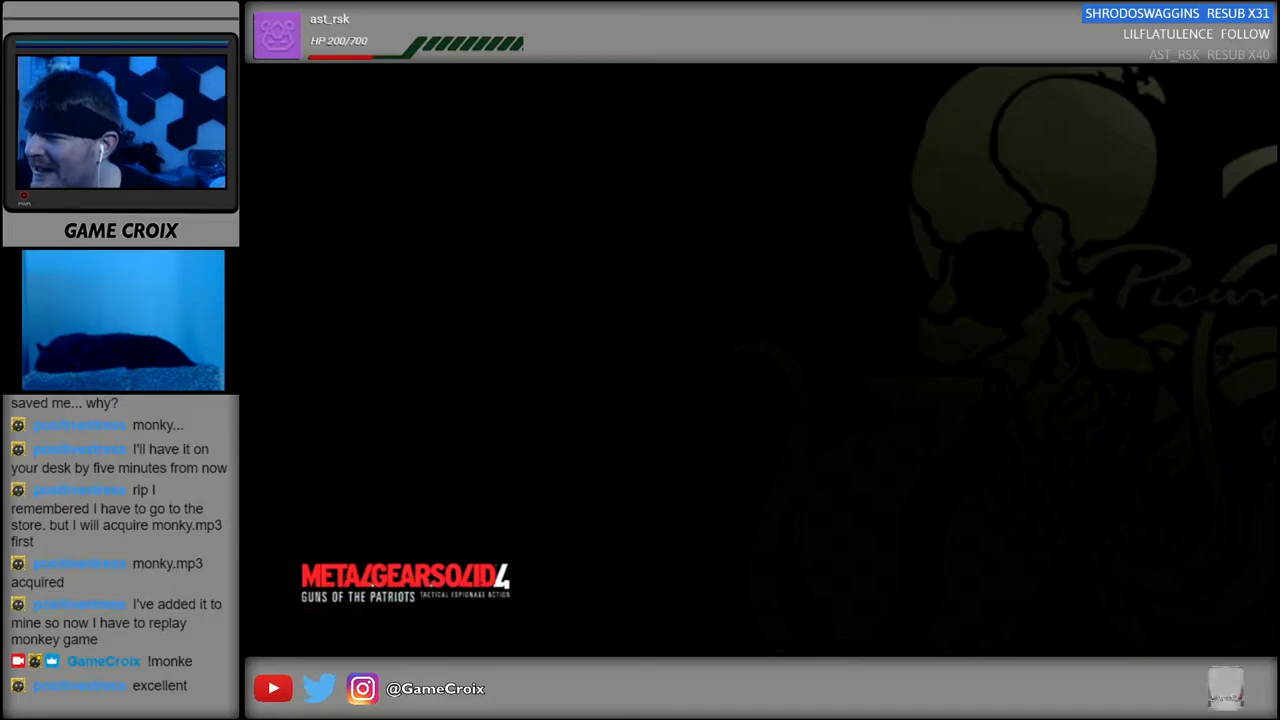 ast_rsk
HP 200/700
SHRODOSWAGGINS RESUB X31
LILFLATULENCE FOLLOW
AST_RSK RESUB X40
PWR
GAME CROIX
saved me... why?
monky...
I'll have it on
your desk by five minutes from now
rip I
remembered I have to go to the
store. but I will acquire monky.mp3
first
monky.mp3
acquired
I've added it to
mine so now I have to replay
monkey game
GameCroix !monke
excellent
METAL GEAR SOLID 4
GUNS OF THE PATRIOTS TACTICAL ESPIONAGE ACTION
@GameCroix